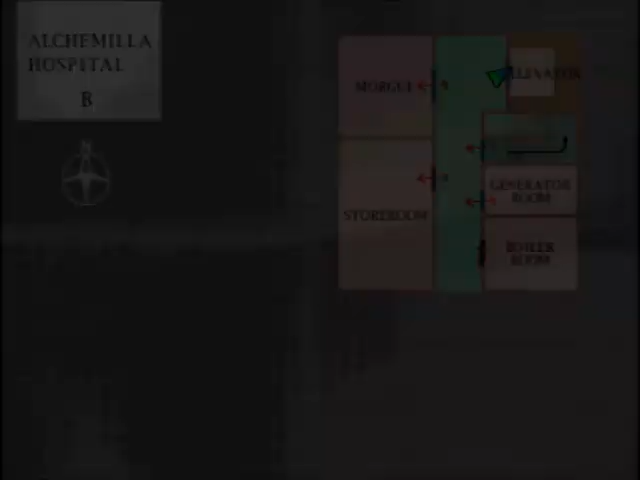 ALCHEMILLA
HOSPITAL
B
N
MORGUE
ELEVATOR
GENERATOR
ROOM
STOREROOM
BOILER
ROOM